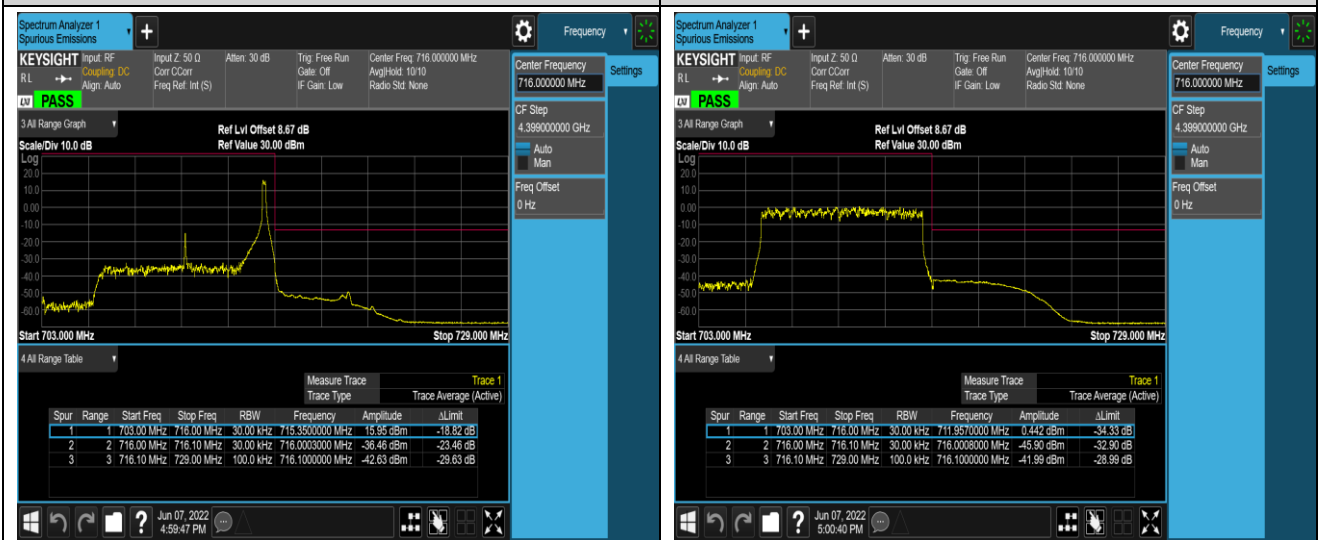 Spectrum Analyzer 1
Spurious Emissions
Frequency
KEYSIGHT
RL
Input: RF
Coupling: DC
Align: Auto
Input Z: 50 Ω
Corr CCorr
Freq Ref: Int (S)
Atten: 30 dB
Trig: Free Run
Gate: Off
IF Gain: Low
Center Freq: 716.000000 MHz
Avg|Hold: 10/10
Radio Std: None
LXI PASS
Center Frequency
716.000000 MHz
Settings
CF Step
4.399000000 GHz
Auto
Man
Freq Offset
0 Hz
3 All Range Graph
Scale/Div 10.0 dB
Ref Lvl Offset 8.67 dB
Ref Value 30.00 dBm
Log
20.0
10.0
0.00
-10.0
-20.0
-30.0
-40.0
-50.0
-60.0
Start 703.000 MHz Stop 729.000 MHz
4 All Range Table
Measure Trace Trace 1
Trace Type Trace Average (Active)
Spur Range Start Freq Stop Freq RBW Frequency Amplitude ΔLimit
1 1 703.00 MHz 716.00 MHz 30.00 kHz 715.3500000 MHz 15.95 dBm -18.82 dB
2 2 716.00 MHz 716.10 MHz 30.00 kHz 716.0003000 MHz -36.46 dBm -23.46 dB
3 3 716.10 MHz 729.00 MHz 100.0 kHz 716.1000000 MHz -42.63 dBm -29.63 dB
Jun 07, 2022
4:59:47 PM
Spectrum Analyzer 1
Spurious Emissions
Frequency
KEYSIGHT
RL
Input: RF
Coupling: DC
Align: Auto
Input Z: 50 Ω
Corr CCorr
Freq Ref: Int (S)
Atten: 30 dB
Trig: Free Run
Gate: Off
IF Gain: Low
Center Freq: 716.000000 MHz
Avg|Hold: 10/10
Radio Std: None
LXI PASS
Center Frequency
716.000000 MHz
Settings
CF Step
4.399000000 GHz
Auto
Man
Freq Offset
0 Hz
3 All Range Graph
Scale/Div 10.0 dB
Ref Lvl Offset 8.67 dB
Ref Value 30.00 dBm
Log
20.0
10.0
0.00
-10.0
-20.0
-30.0
-40.0
-50.0
-60.0
Start 703.000 MHz Stop 729.000 MHz
4 All Range Table
Measure Trace Trace 1
Trace Type Trace Average (Active)
Spur Range Start Freq Stop Freq RBW Frequency Amplitude ΔLimit
1 1 703.00 MHz 716.00 MHz 30.00 kHz 711.9570000 MHz 0.442 dBm -34.33 dB
2 2 716.00 MHz 716.10 MHz 30.00 kHz 716.0008000 MHz -45.90 dBm -32.90 dB
3 3 716.10 MHz 729.00 MHz 100.0 kHz 716.1000000 MHz -41.99 dBm -28.99 dB
Jun 07, 2022
5:00:40 PM